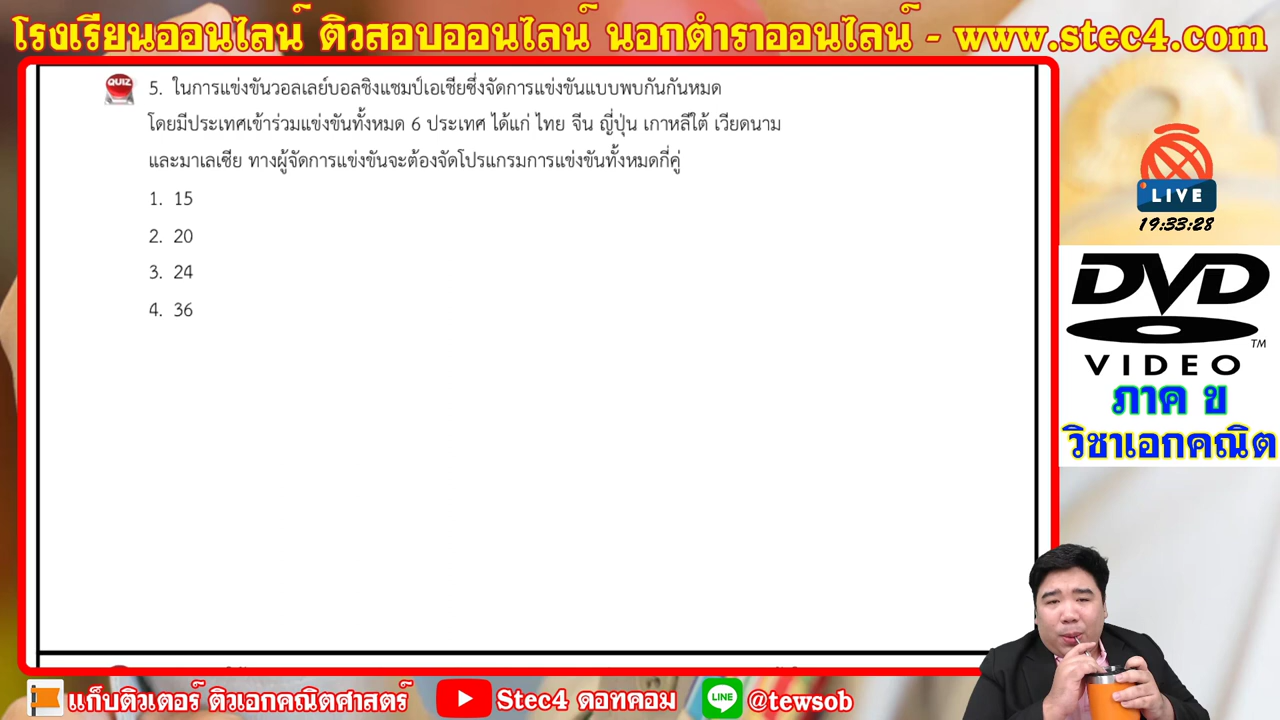 โรงเรียนออนไลน์ ติวสอบออนไลน์ นอกตำราออนไลน์ - www.stec4.com
QUIZ
5. ในการแข่งขันวอลเลย์บอลชิงแชมป์เอเชียซึ่งจัดการแข่งขันแบบพบกันกันหมด
โดยมีประเทศเข้าร่วมแข่งขันทั้งหมด 6 ประเทศ ได้แก่ ไทย จีน ญี่ปุ่น เกาหลีใต้ เวียดนาม
และมาเลเซีย ทางผู้จัดการแข่งขันจะต้องจัดโปรแกรมการแข่งขันทั้งหมดกี่คู่
1. 15
2. 20
3. 24
4. 36
LIVE
19:33:28
DVD
TM
VIDEO
ภาค ข
วิชาเอกคณิต
แก๊บติวเตอร์ ติวเอกคณิตศาสตร์
Stec4 ดอทคอม
LINE
@tewsob